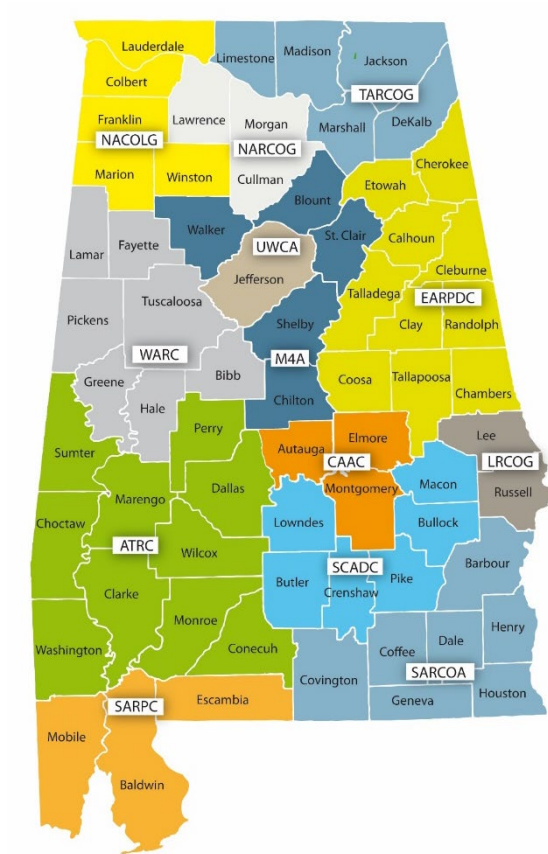 Lauderdale
Limestone
Madison
Jackson
Colbert
TARCOG
Franklin
Lawrence
Morgan
Marshall
DeKalb
NACOLG
NARCOG
Marion
Winston
Cullman
Cherokee
Etowah
Blount
Walker
St. Clair
Calhoun
Lamar
Fayette
UWCA
Jefferson
Cleburne
Talladega
EARPDC
Tuscaloosa
Pickens
Shelby
Clay
Randolph
WARC
M4A
Bibb
Greene
Hale
Chilton
Coosa
Tallapoosa
Chambers
Perry
Autauga
Elmore
Lee
Sumter
CAAC
LRCOG
Marengo
Dallas
Montgomery
Macon
Russell
Choctaw
Lowndes
Bullock
ATRC
Wilcox
Barbour
SCADC
Clarke
Butler
Crenshaw
Pike
Monroe
Henry
Washington
Conecuh
Coffee
Dale
Covington
SARCOA
Houston
Geneva
SARPC
Escambia
Mobile
Baldwin